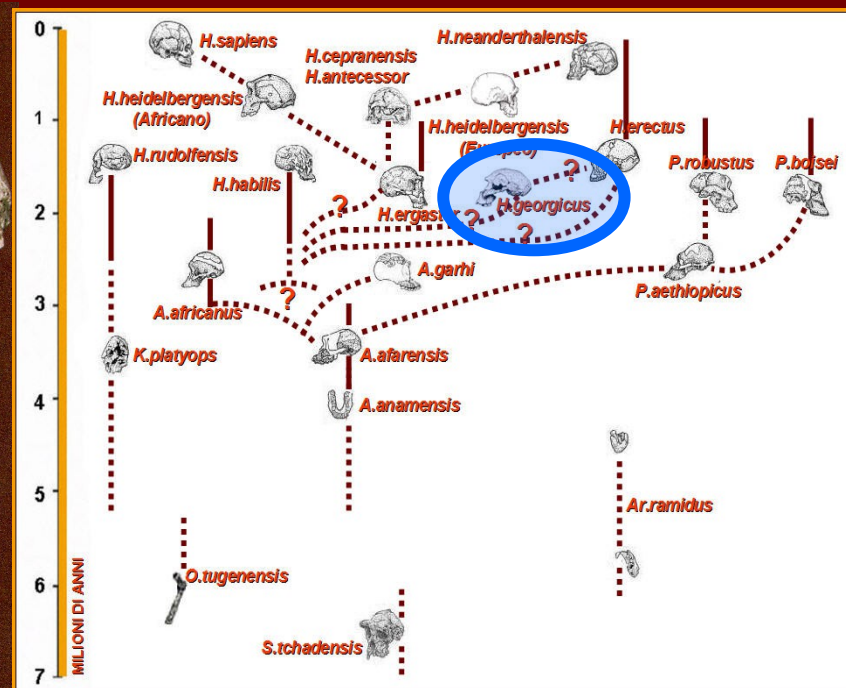 0
H.sapiens
H.cepranensis
H.antecessor
H.neanderthalensis
H.heidelbergensis
(Africano)
1
H.heidelbergensis
(Europeo)
H.erectus
H.rudolfensis
H.habilis
P.robustus
P.boisei
?
?
2
H.ergaster
?
H.georgicus
?
A.garhi
P.aethiopicus
3
?
A.africanus
K.platyops
A.afarensis
4
A.anamensis
5
Ar.ramidus
O.tugenensis
6
S.tchadensis
7
MILIONI DI ANNI